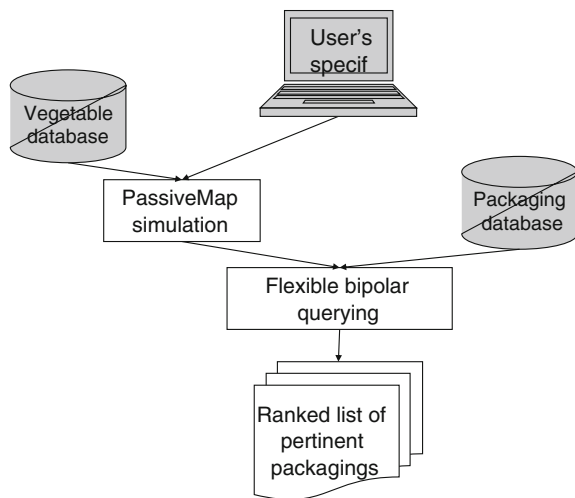 User's
specif
Vegetable
database
PassiveMap
simulation
Packaging
database
Flexible bipolar
querying
Ranked list of
pertinent
packagings